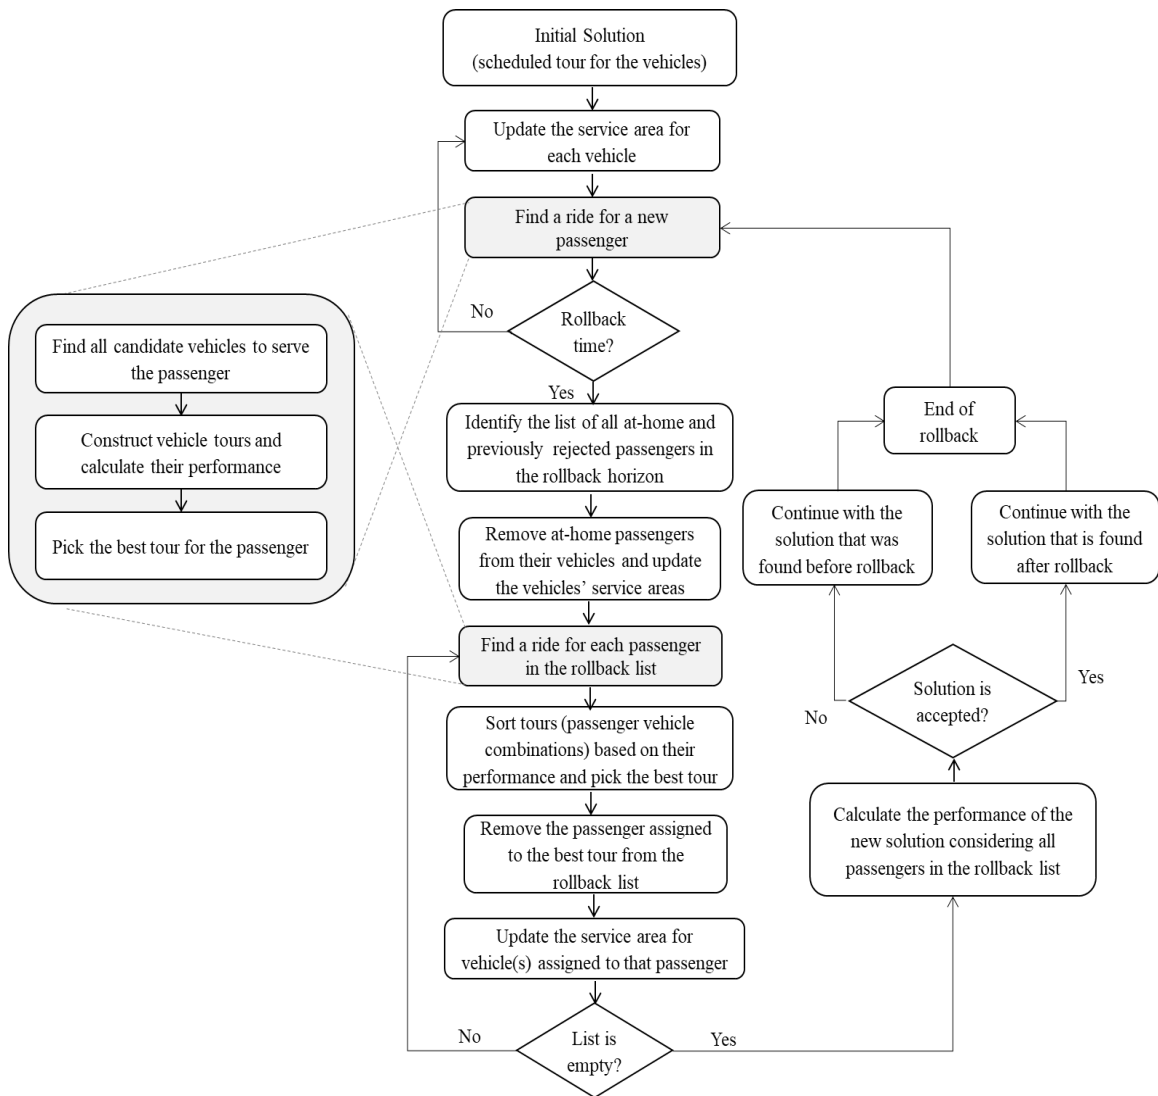 Initial Solution
(scheduled tour for the vehicles)
Update the service area for
each vehicle
Find a ride for a new
passenger
No
Rollback
time?
Yes
Find all candidate vehicles to serve
the passenger
Construct vehicle tours and
calculate their performance
Pick the best tour for the passenger
Identify the list of all at-home and
previously rejected passengers in
the rollback horizon
Remove at-home passengers
from their vehicles and update
the vehicles’ service areas
Find a ride for each passenger
in the rollback list
Sort tours (passenger vehicle
combinations) based on their
performance and pick the best tour
Remove the passenger assigned
to the best tour from the
rollback list
Update the service area for
vehicle(s) assigned to that passenger
No
List is
empty?
Yes
Calculate the performance of the
new solution considering all
passengers in the rollback list
Solution is
accepted?
No
Yes
Continue with the
solution that was
found before rollback
Continue with the
solution that is found
after rollback
End of
rollback